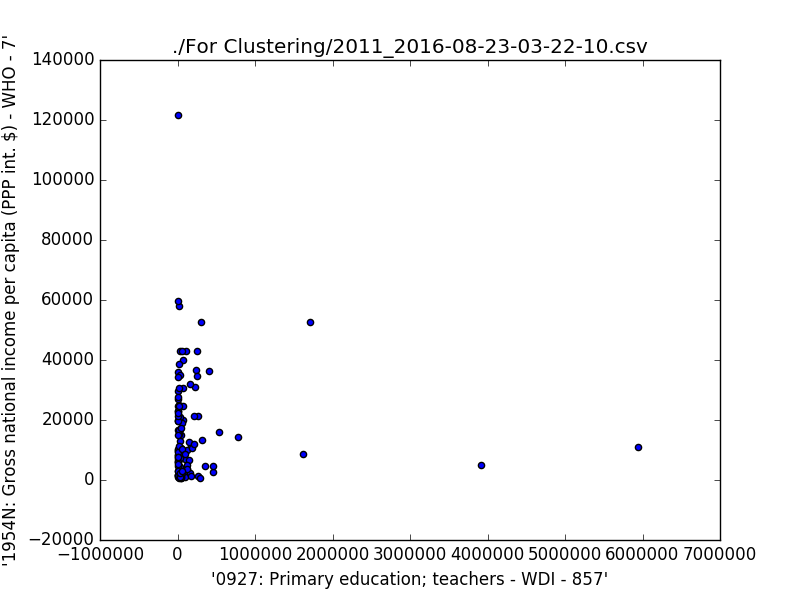 ./For Clustering/2011_2016-08-23-03-22-10.csv
'1954N: Gross national income per capita (PPP int. $) - WHO - 7'
140000
120000
100000
80000
60000
40000
20000
0
−20000
−1000000 0 1000000 2000000 3000000 4000000 5000000 6000000 7000000
'0927: Primary education; teachers - WDI - 857'